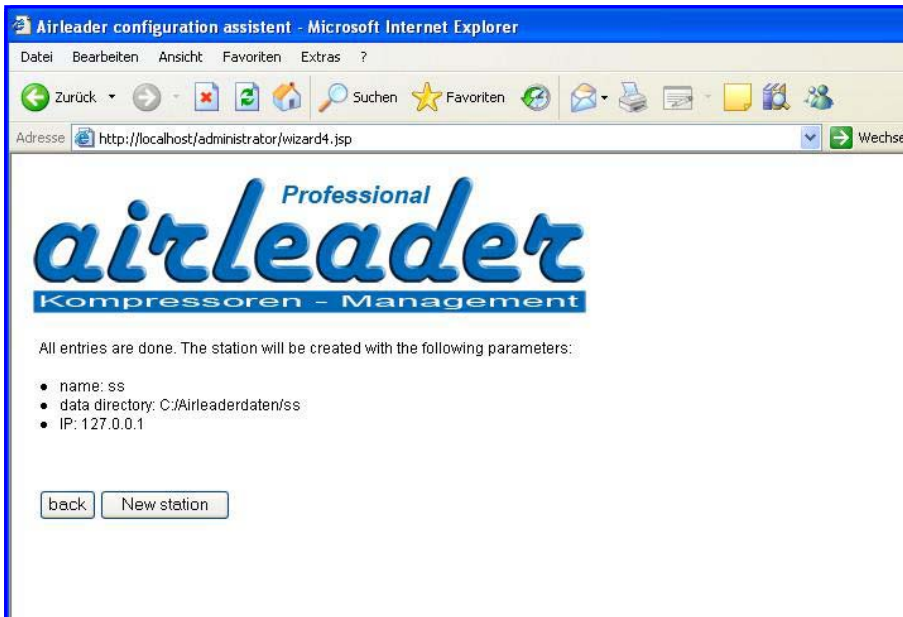 Airleader configuration assistent - Microsoft Internet Explorer
Datei Bearbeiten Ansicht Favoriten Extras ?
Zurück Suchen Favoriten
Adresse http://localhost/administrator/wizard4.jsp Wechse
Professional
airleader
Kompressoren - Management
All entries are done. The station will be created with the following parameters:
● name: ss
● data directory: C:/Airleaderdaten/ss
● IP: 127.0.0.1
back New station